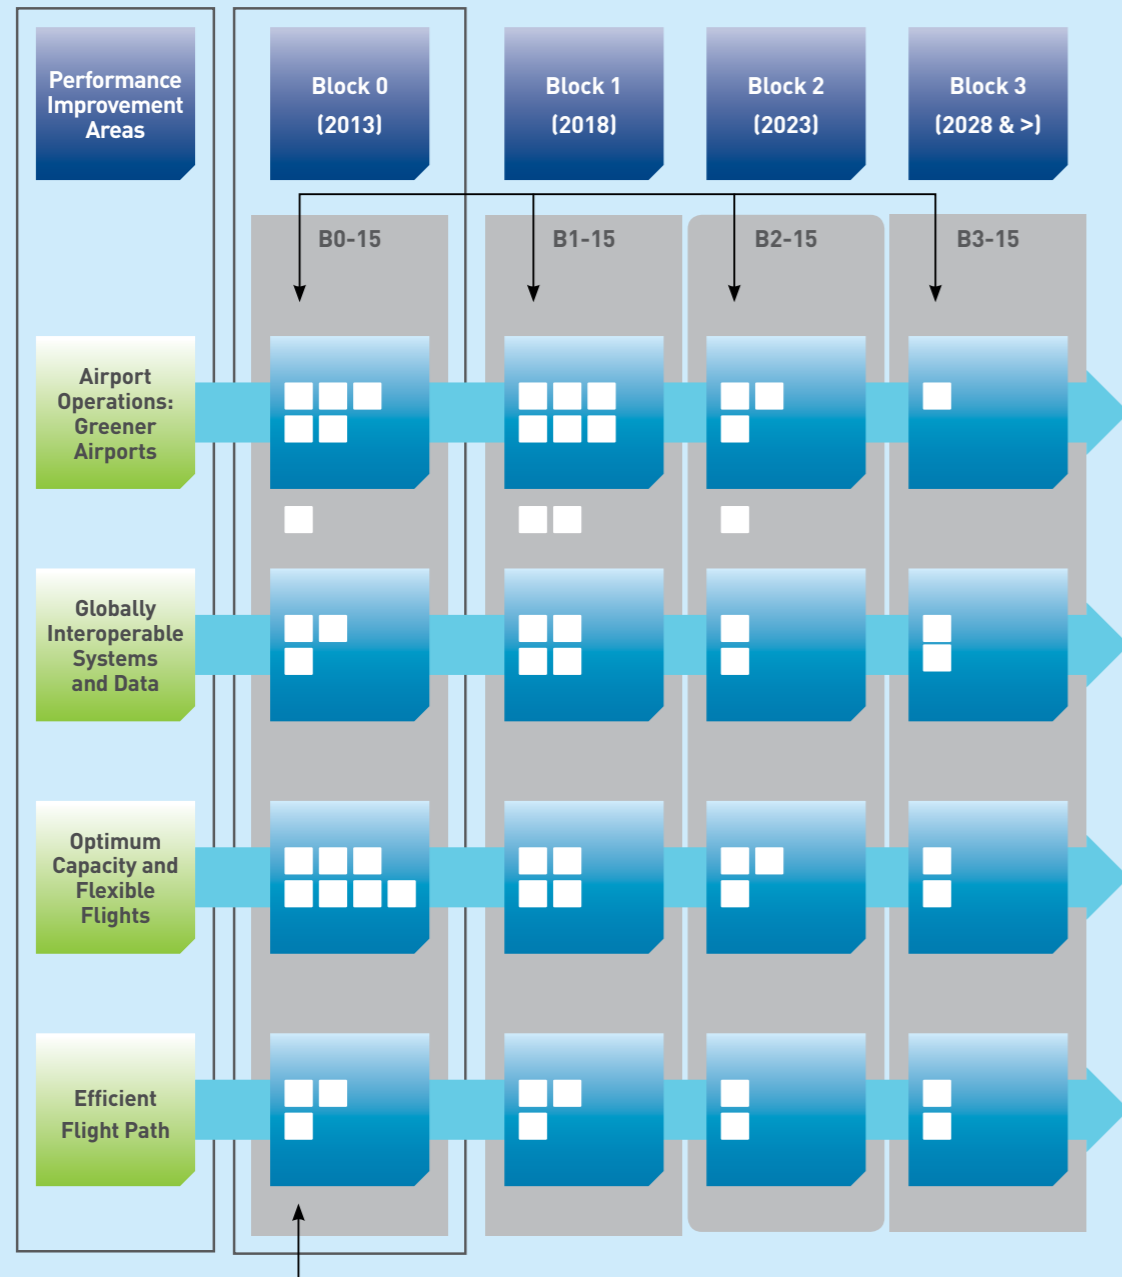 Performance
Improvement
Areas
Block 0
(2013)
Block 1
(2018)
Block 2
(2023)
Block 3
(2028 & >)
B0-15
B1-15
B2-15
B3-15
Airport
Operations:
Greener
Airports
Globally
Interoperable
Systems
and Data
Optimum
Capacity and
Flexible
Flights
Efficient
Flight Path